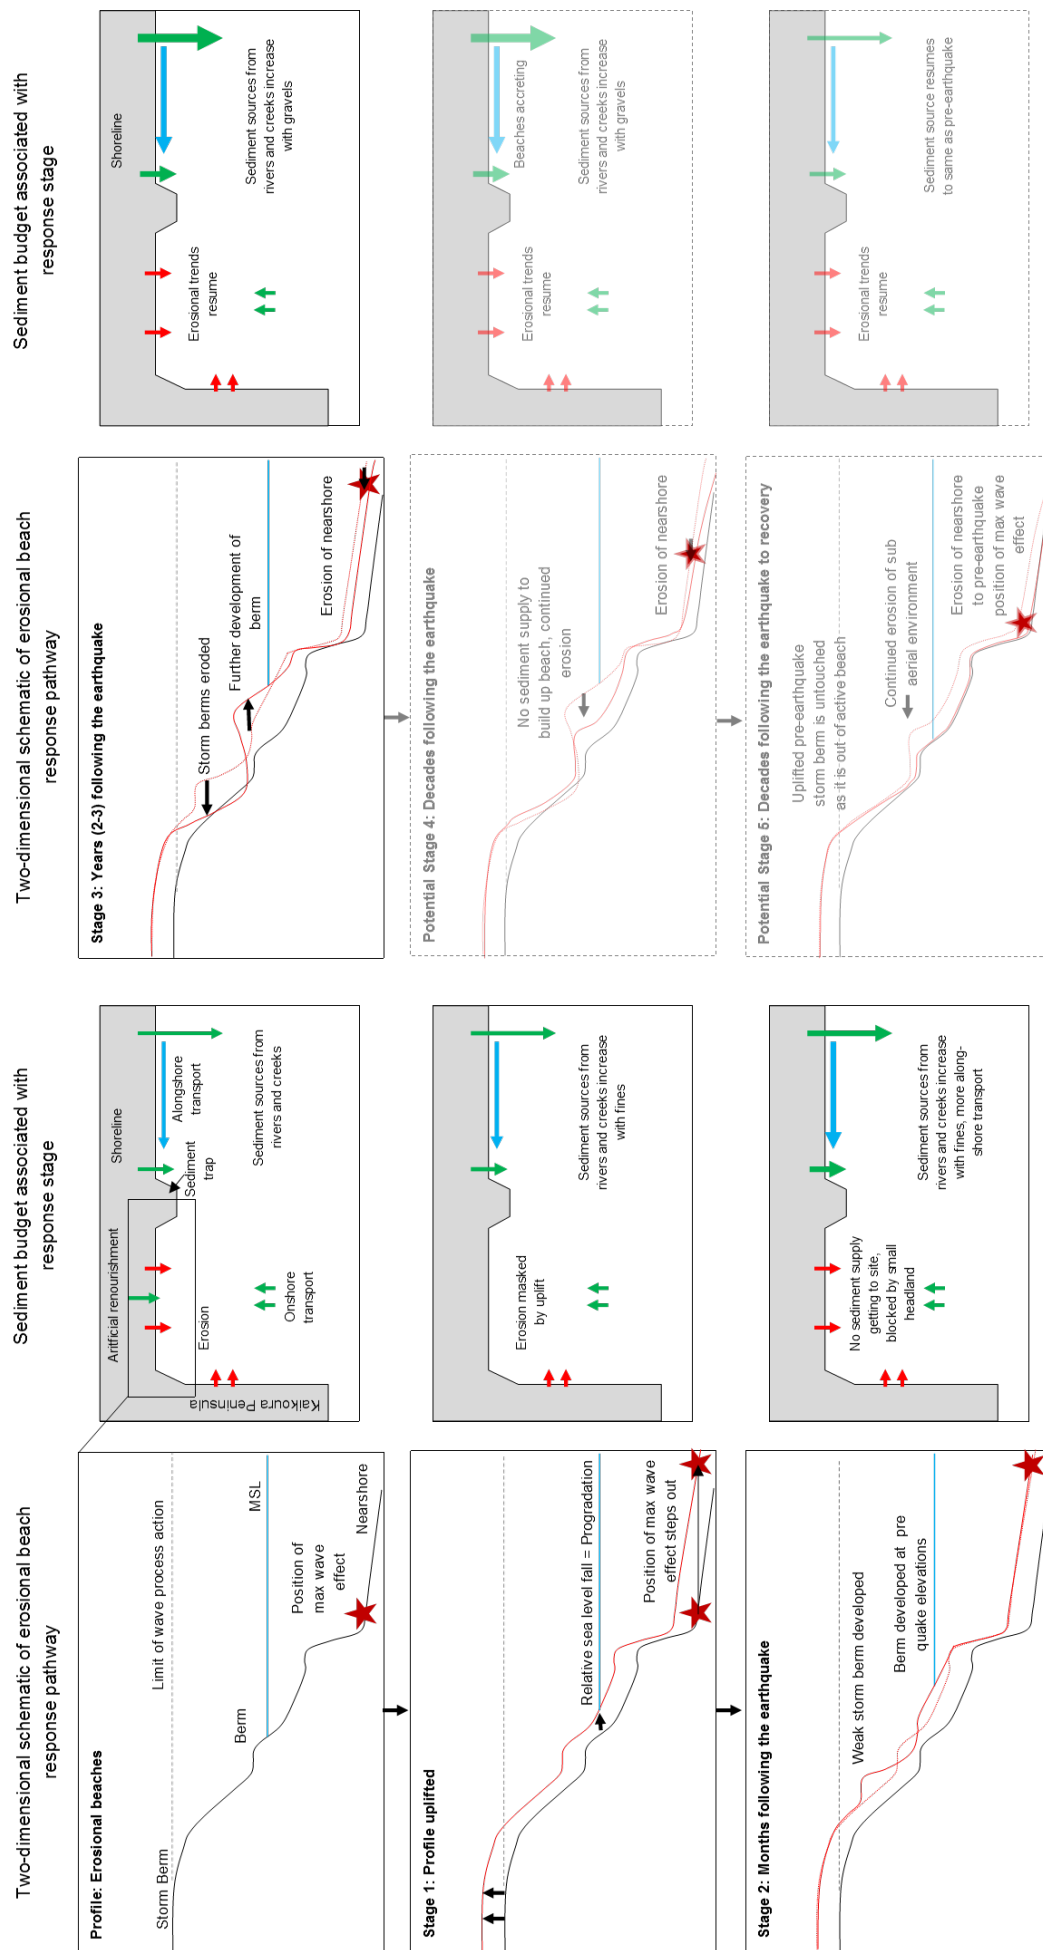 Two-dimensional schematic of erosional beach
response pathway
Sediment budget associated with
response stage
Two-dimensional schematic of erosional beach
response pathway
Sediment budget associated with
response stage
Profile: Erosional beaches
Storm Berm
Limit of wave process action
Berm
MSL
Position of
max wave
effect
Nearshore
Aritficial renourishment
Shoreline
Kaikoura Peninsula
Erosion
Onshore
transport
Sediment
trap
Alongshore
transport
Sediment sources from
rivers and creeks
Stage 3: Years (2-3) following the earthquake
Storm berms eroded
Further development of
berm
Erosion of nearshore
Shoreline
Erosional trends
resume
Sediment sources from
rivers and creeks increase
with gravels
Stage 1: Profile uplifted
Relative sea level fall = Progradation
Position of max wave
effect steps out
Erosion masked
by uplift
Sediment sources from
rivers and creeks increase
with fines
Potential Stage 4: Decades following the earthquake
No sediment supply to
build up beach, continued
erosion
Erosion of nearshore
Erosional trends
resume
Beaches accreting
Sediment sources from
rivers and creeks increase
with gravels
Stage 2: Months following the earthquake
Weak storm berm developed
Berm developed at pre
quake elevations
No sediment supply
getting to site,
blocked by small
headland
Sediment sources from
rivers and creeks increase
with fines, more along-
shore transport
Potential Stage 5: Decades following the earthquake to recovery
Uplifted pre-earthquake
storm berm is untouched
as it is out of active beach
Continued erosion of sub
aerial environment
Erosion of nearshore
to pre-earthquake
position of max wave
effect
Erosional trends
resume
Sediment source resumes
to same as pre-earthquake